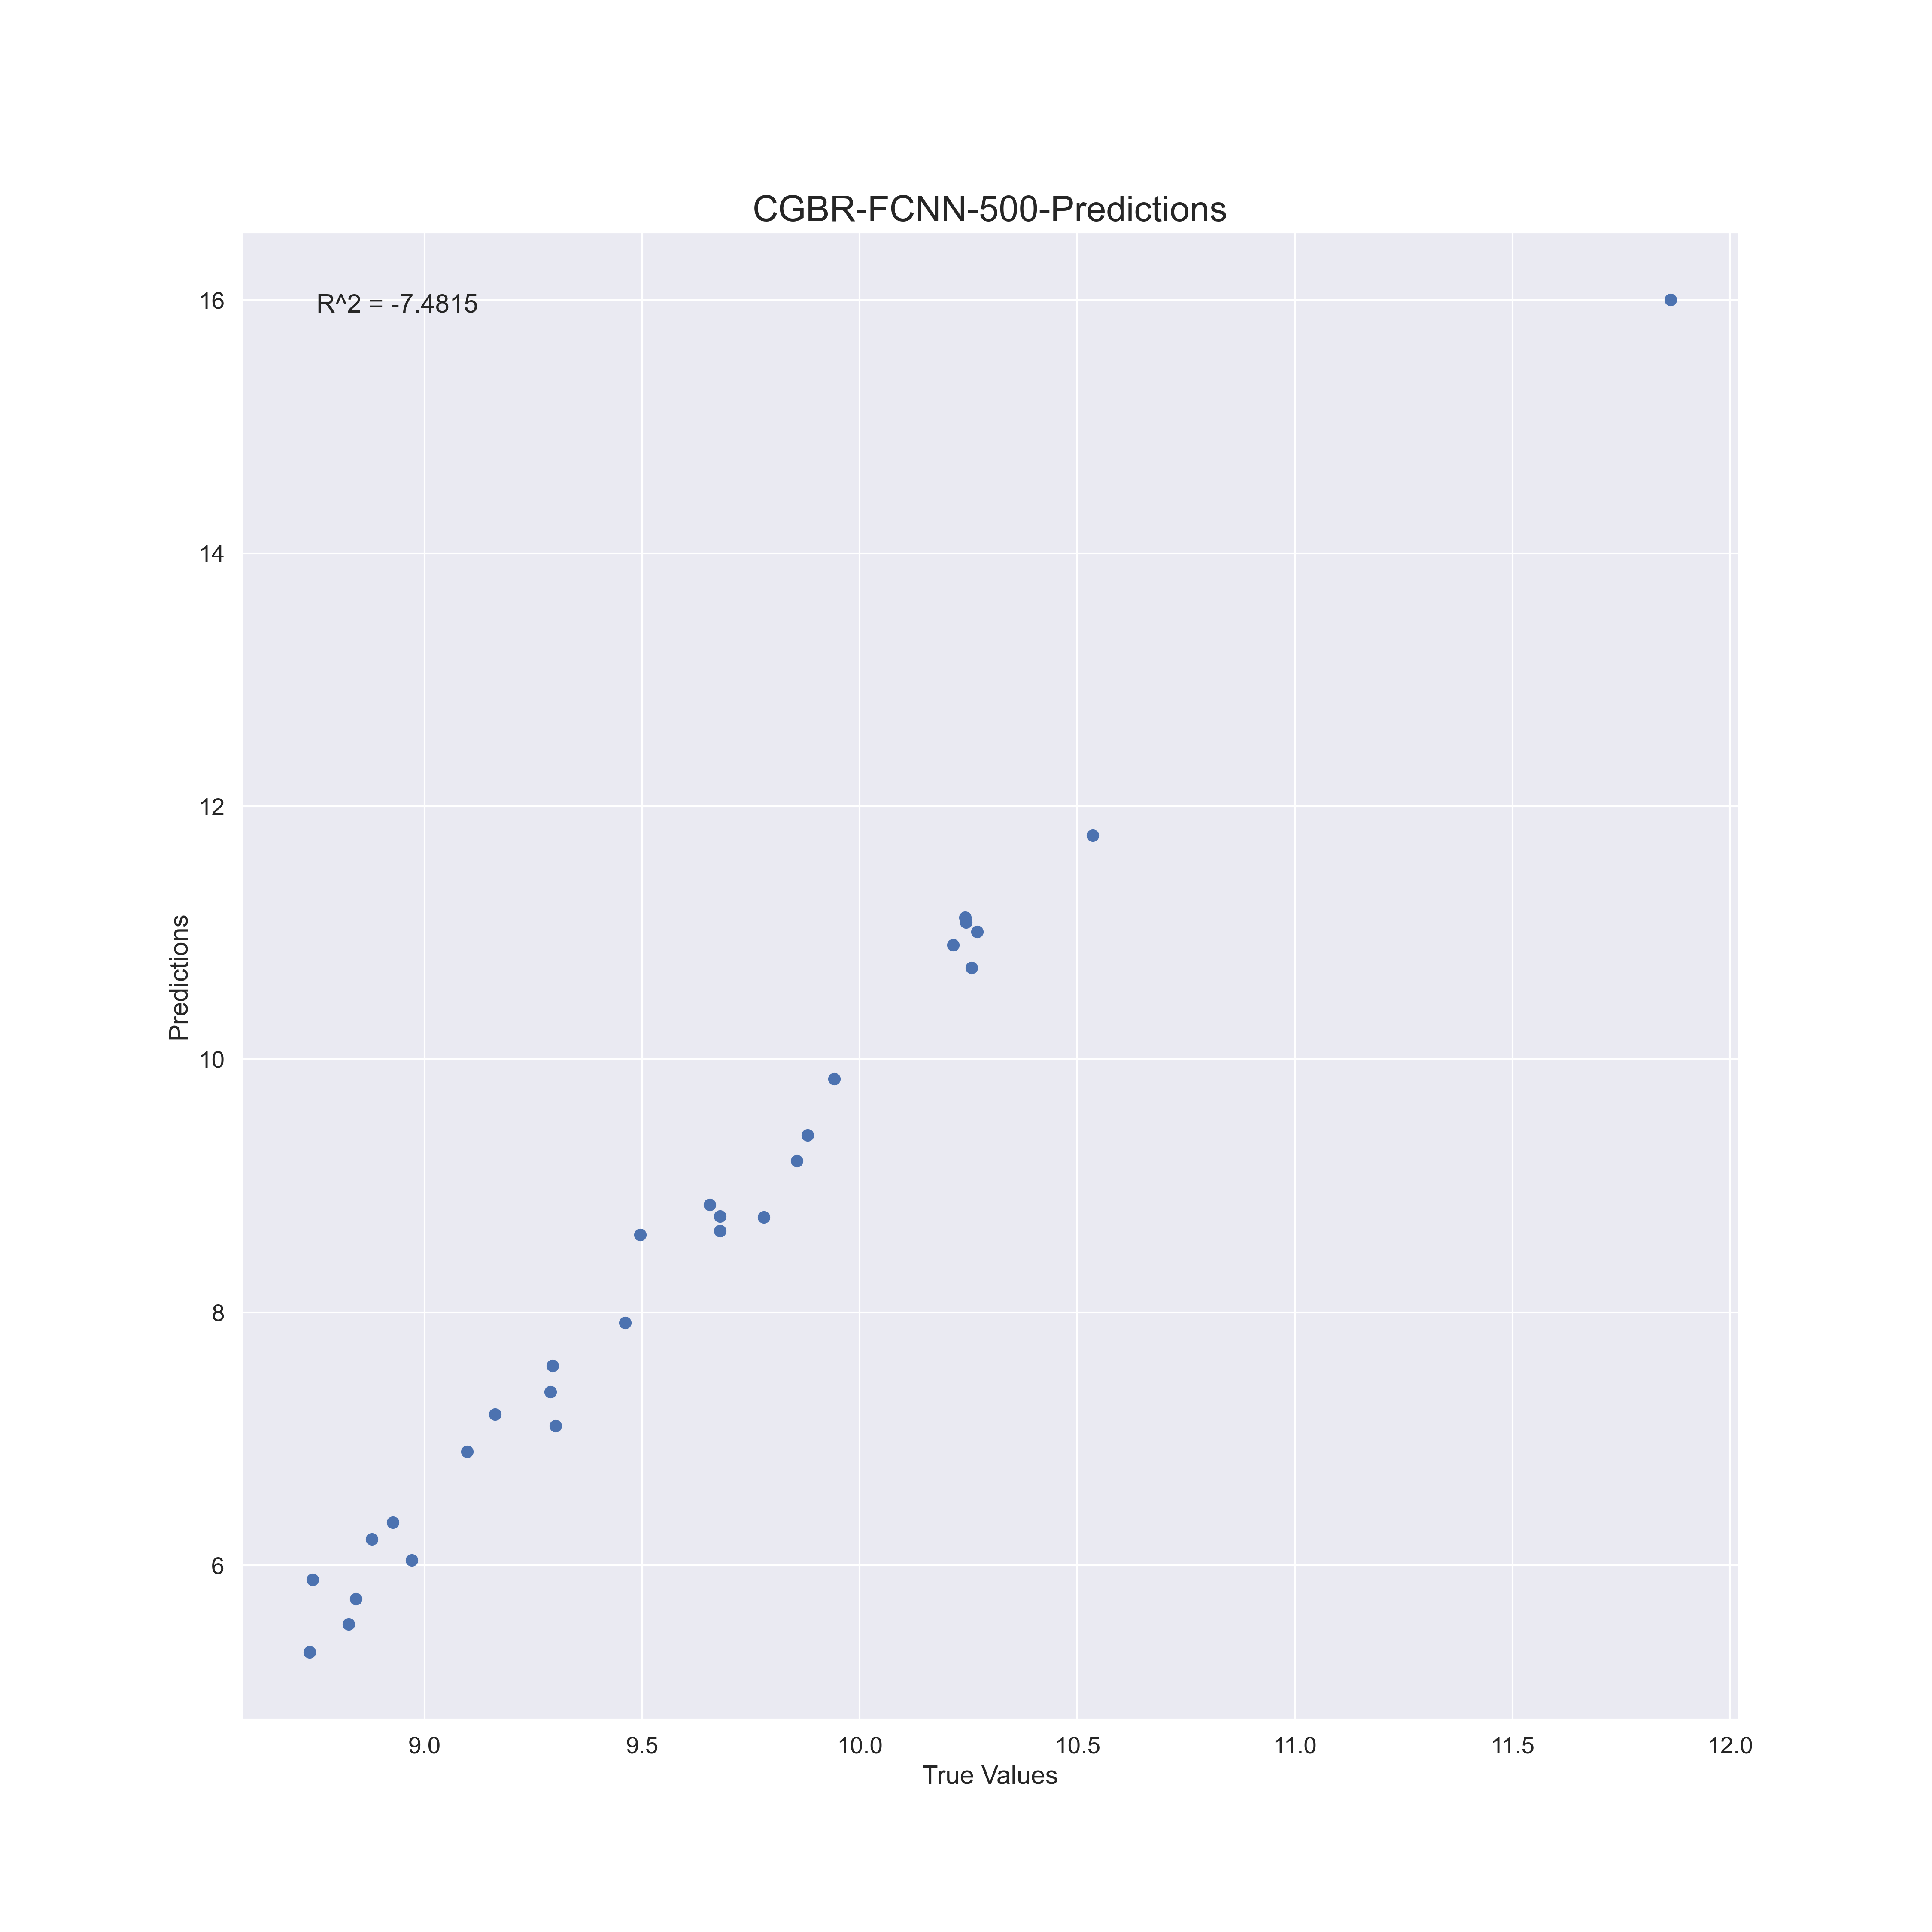 CGBR-FCNN-500-Predictions
R^2 = -7.4815
16
14
12
10
8
6
Predictions
9.0 9.5 10.0 10.5 11.0 11.5 12.0
True Values